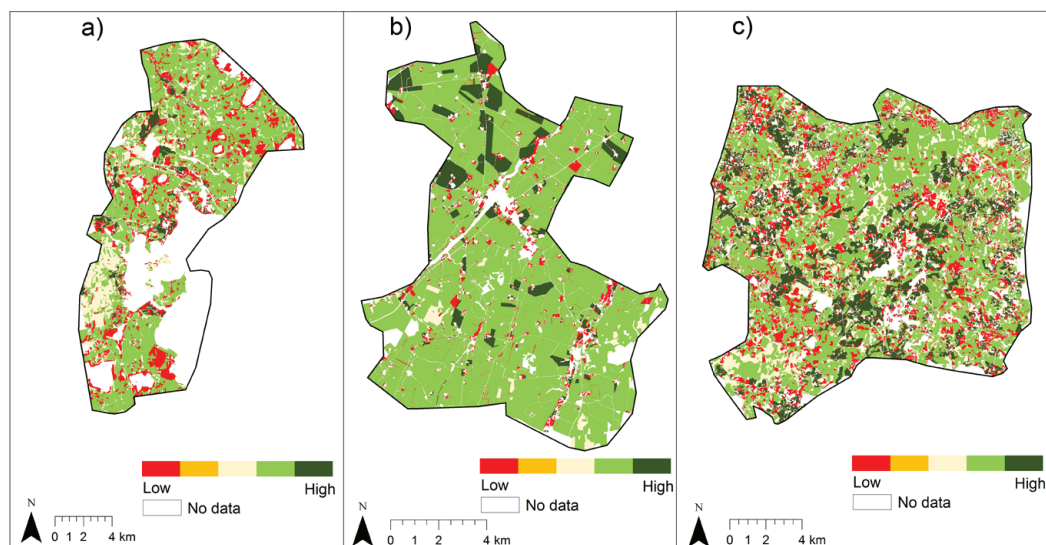 a)
b)
c)
Low High
No data
N
0 1 2 4 km
Low High
No data
N
0 1 2 4 km
Low High
No data
N
0 1 2 4 km